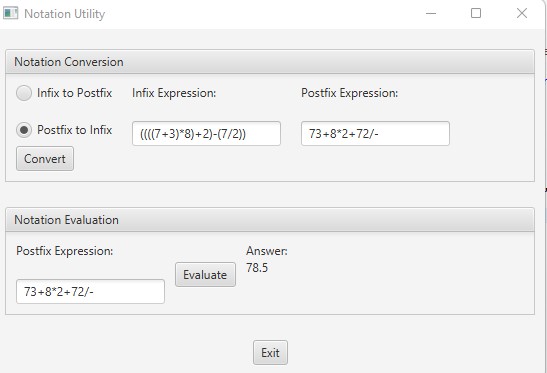 Notation Utility
Notation Conversion
Infix to Postfix
Infix Expression:
Postfix Expression:
Postfix to Infix
((((7+3)*8)+2)-(7/2))
73+8*2+72/-
Convert
Notation Evaluation
Postfix Expression:
Answer:
78.5
Evaluate
73+8*2+72/-
Exit